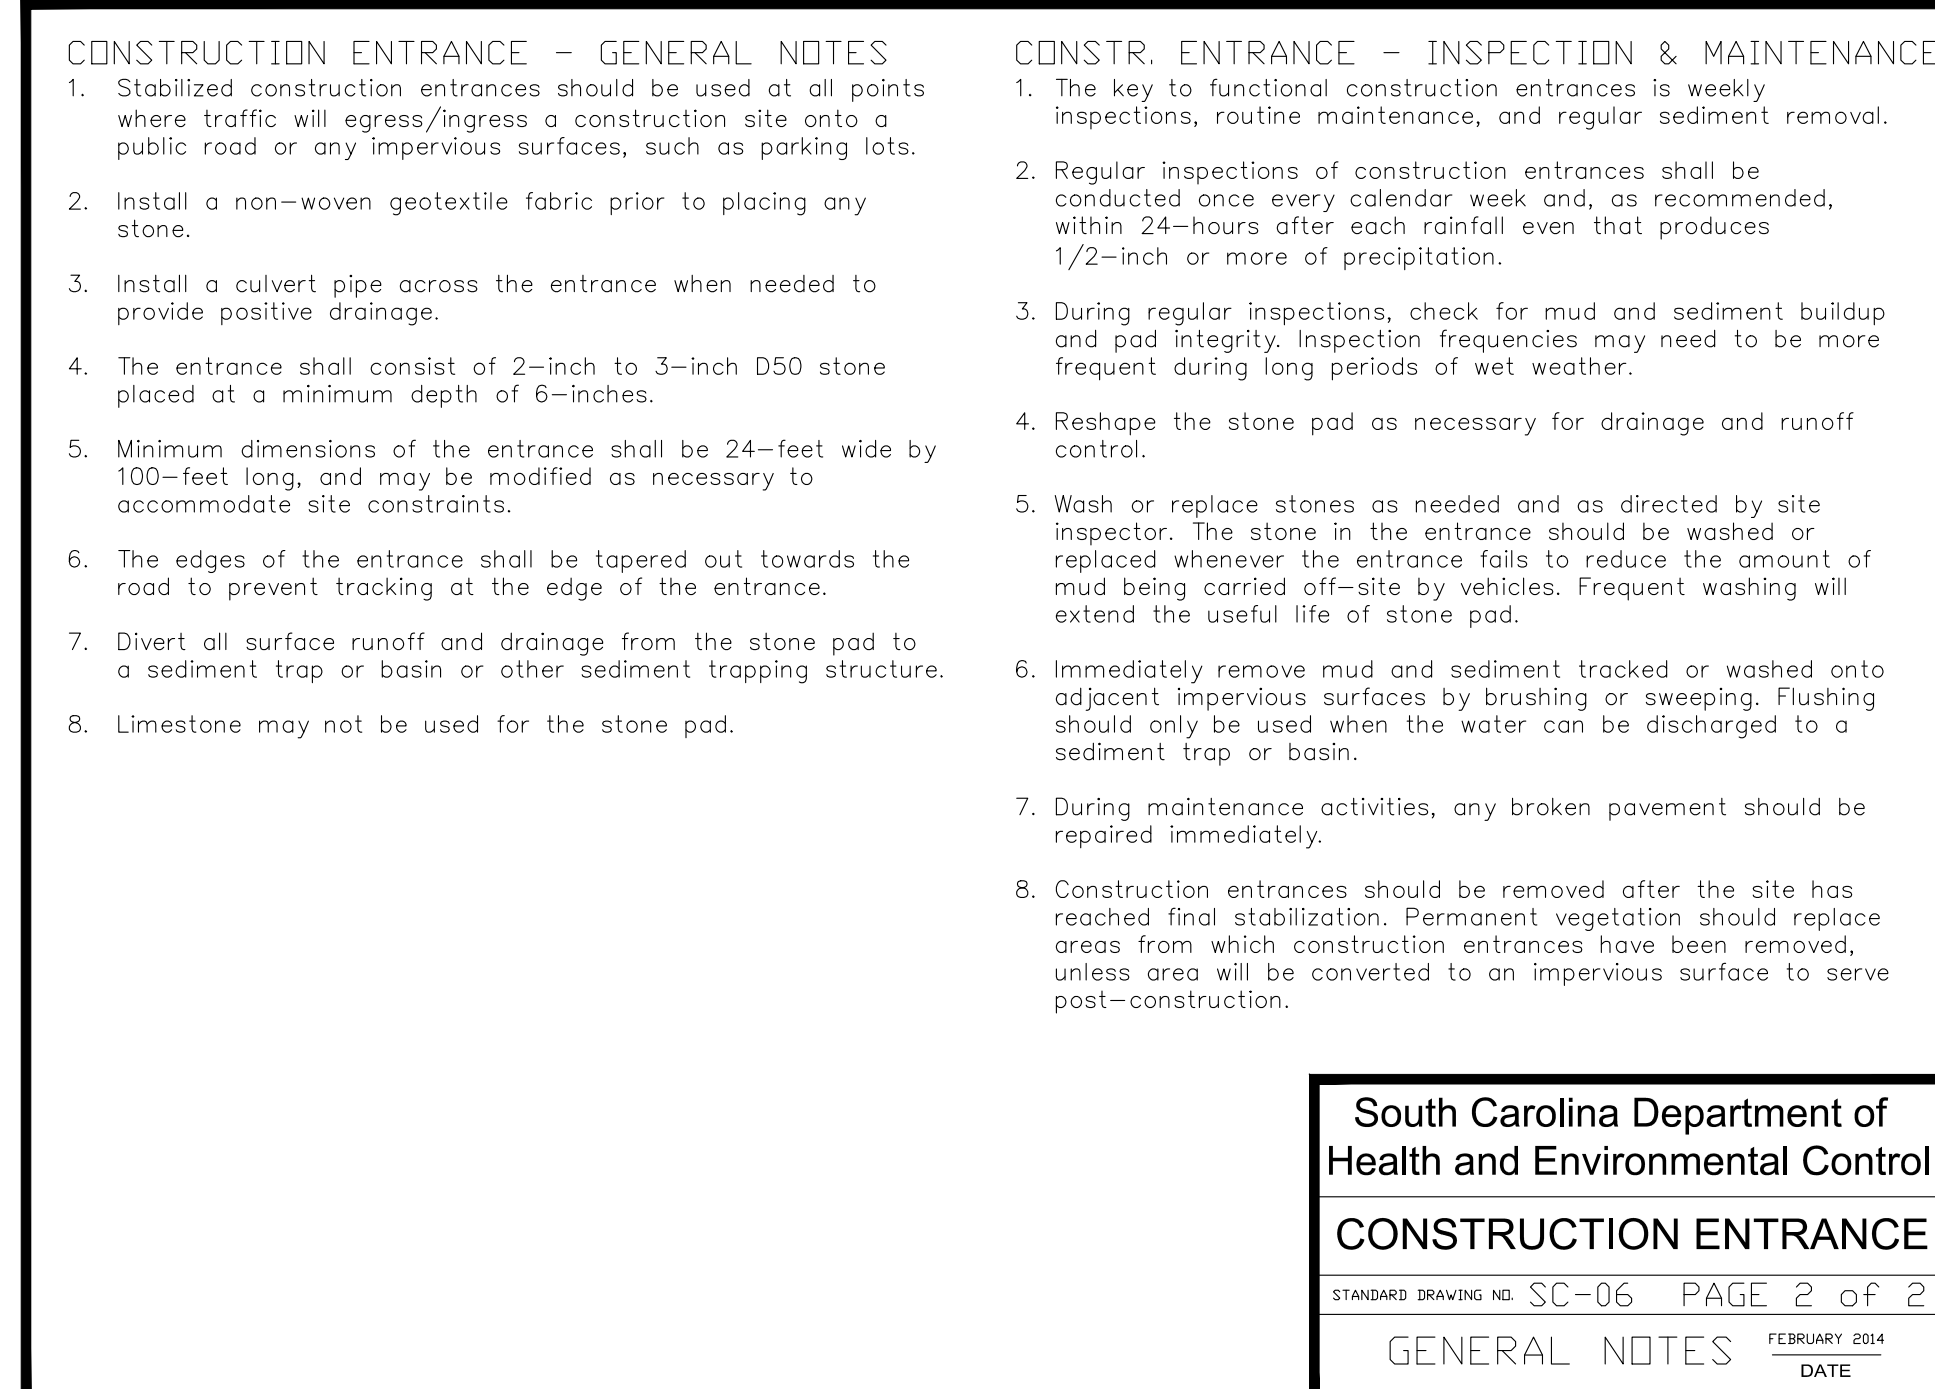 CONSTRUCTION ENTRANCE - GENERAL NOTES
1. Stabilized construction entrances should be used at all points
where traffic will egress/ingress a construction site onto a
public road or any impervious surfaces, such as parking lots.
2. Install a non-woven geotextile fabric prior to placing any
stone.
3. Install a culvert pipe across the entrance when needed to
provide positive drainage.
4. The entrance shall consist of 2-inch to 3-inch D50 stone
placed at a minimum depth of 6-inches.
5. Minimum dimensions of the entrance shall be 24-feet wide by
100-feet long, and may be modified as necessary to
accommodate site constraints.
6. The edges of the entrance shall be tapered out towards the
road to prevent tracking at the edge of the entrance.
7. Divert all surface runoff and drainage from the stone pad to
a sediment trap or basin or other sediment trapping structure.
8. Limestone may not be used for the stone pad.
CONSTR. ENTRANCE - INSPECTION & MAINTENANCE
1. The key to functional construction entrances is weekly
inspections, routine maintenance, and regular sediment removal.
2. Regular inspections of construction entrances shall be
conducted once every calendar week and, as recommended,
within 24-hours after each rainfall even that produces
1/2-inch or more of precipitation.
3. During regular inspections, check for mud and sediment buildup
and pad integrity. Inspection frequencies may need to be more
frequent during long periods of wet weather.
4. Reshape the stone pad as necessary for drainage and runoff
control.
5. Wash or replace stones as needed and as directed by site
inspector. The stone in the entrance should be washed or
replaced whenever the entrance fails to reduce the amount of
mud being carried off-site by vehicles. Frequent washing will
extend the useful life of stone pad.
6. Immediately remove mud and sediment tracked or washed onto
adjacent impervious surfaces by brushing or sweeping. Flushing
should only be used when the water can be discharged to a
sediment trap or basin.
7. During maintenance activities, any broken pavement should be
repaired immediately.
8. Construction entrances should be removed after the site has
reached final stabilization. Permanent vegetation should replace
areas from which construction entrances have been removed,
unless area will be converted to an impervious surface to serve
post-construction.
South Carolina Department of
Health and Environmental Control
CONSTRUCTION ENTRANCE
STANDARD DRAWING NO. SC-06 PAGE 2 of 2
GENERAL NOTES FEBRUARY 2014
DATE